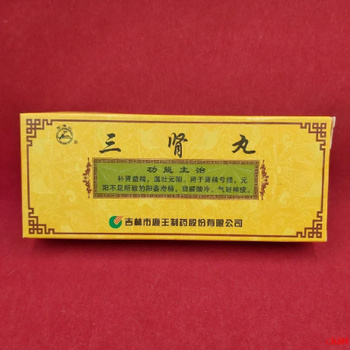 三肾丸
功能主治
补肾益精，温壮元阳。用于肾精亏损，元
阳不足所致的阳委滑精，腰膝酸冷，气短神疲。
吉林市鹿王制药股份有限公司